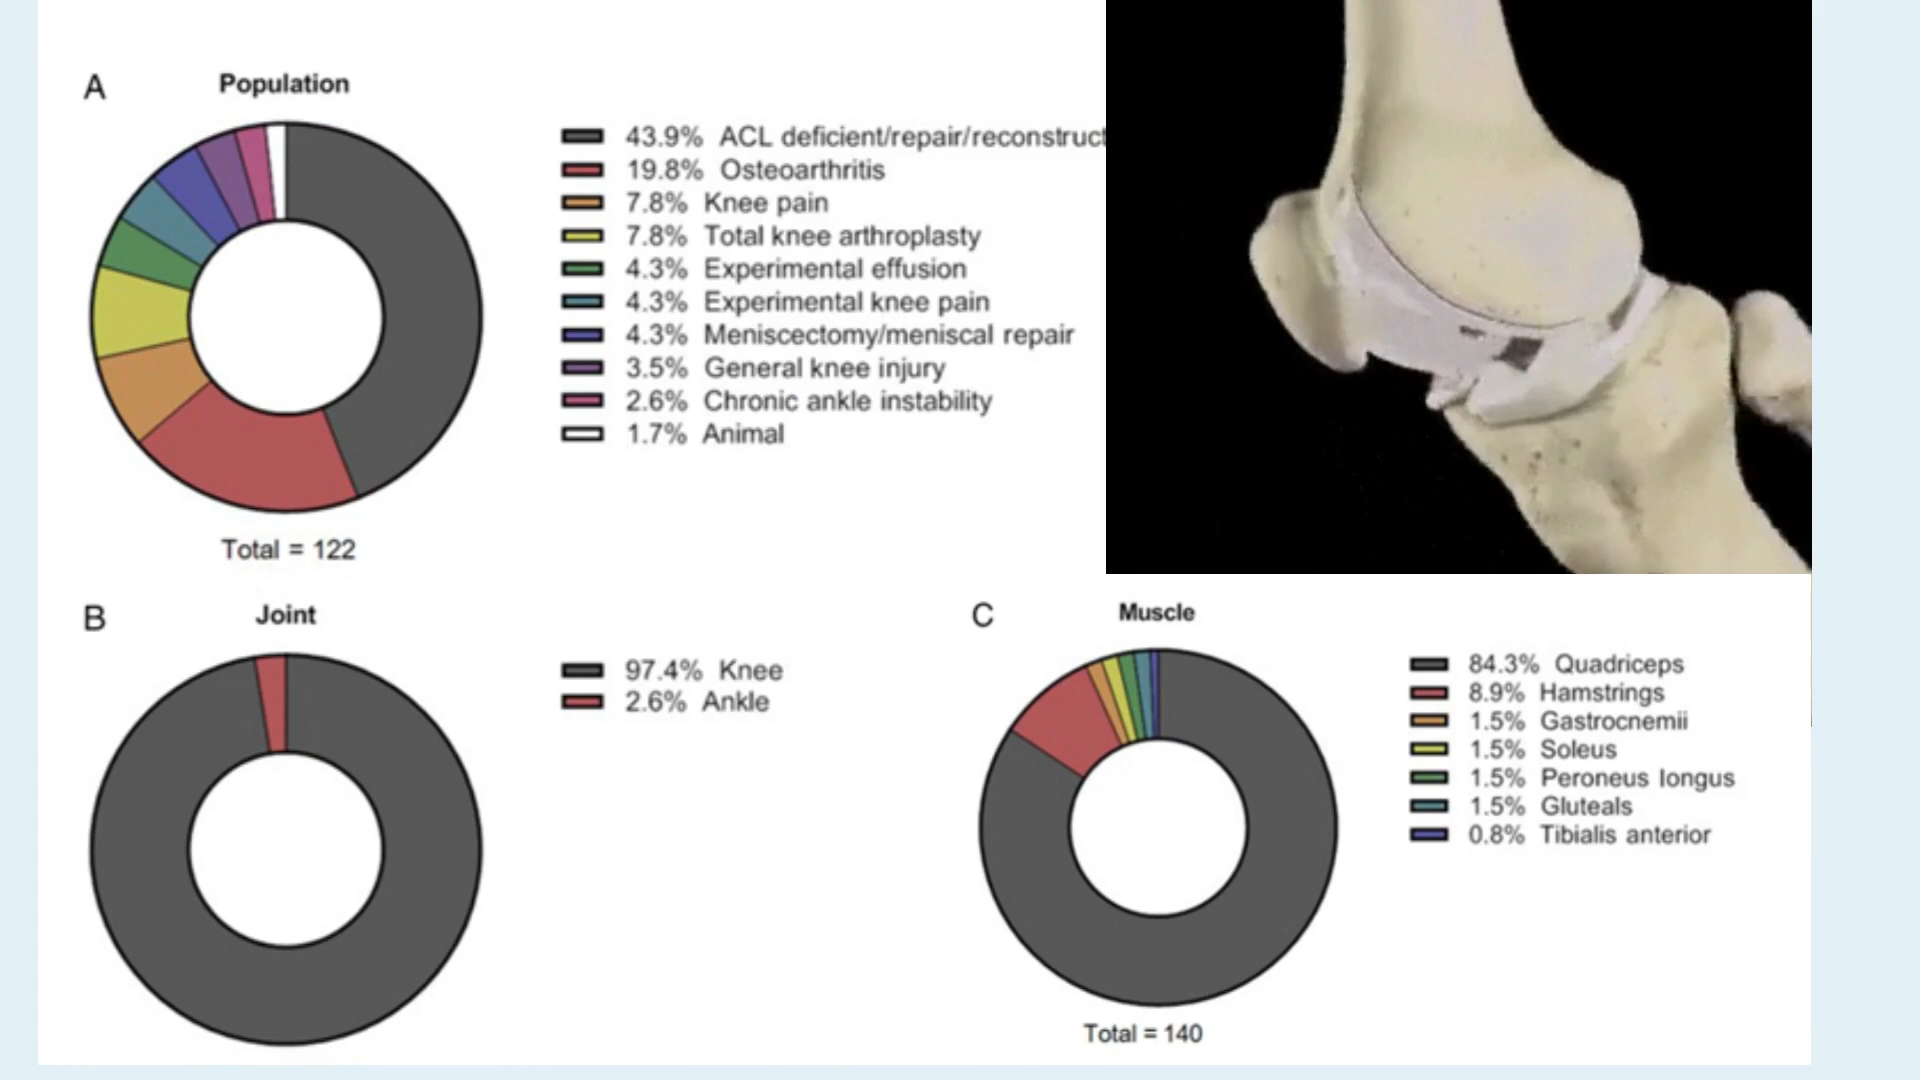 A
Population
43.9% ACL deficient/repair/reconstruct
19.8% Osteoarthritis
7.8% Knee pain
7.8% Total knee arthroplasty
4.3% Experimental effusion
4.3% Experimental knee pain
4.3% Meniscectomy/meniscal repair
3.5% General knee injury
2.6% Chronic ankle instability
1.7% Animal
Total = 122
B
Joint
97.4% Knee
2.6% Ankle
C
Muscle
84.3% Quadriceps
8.9% Hamstrings
1.5% Gastrocnemii
1.5% Soleus
1.5% Peroneus longus
1.5% Gluteals
0.8% Tibialis anterior
Total = 140